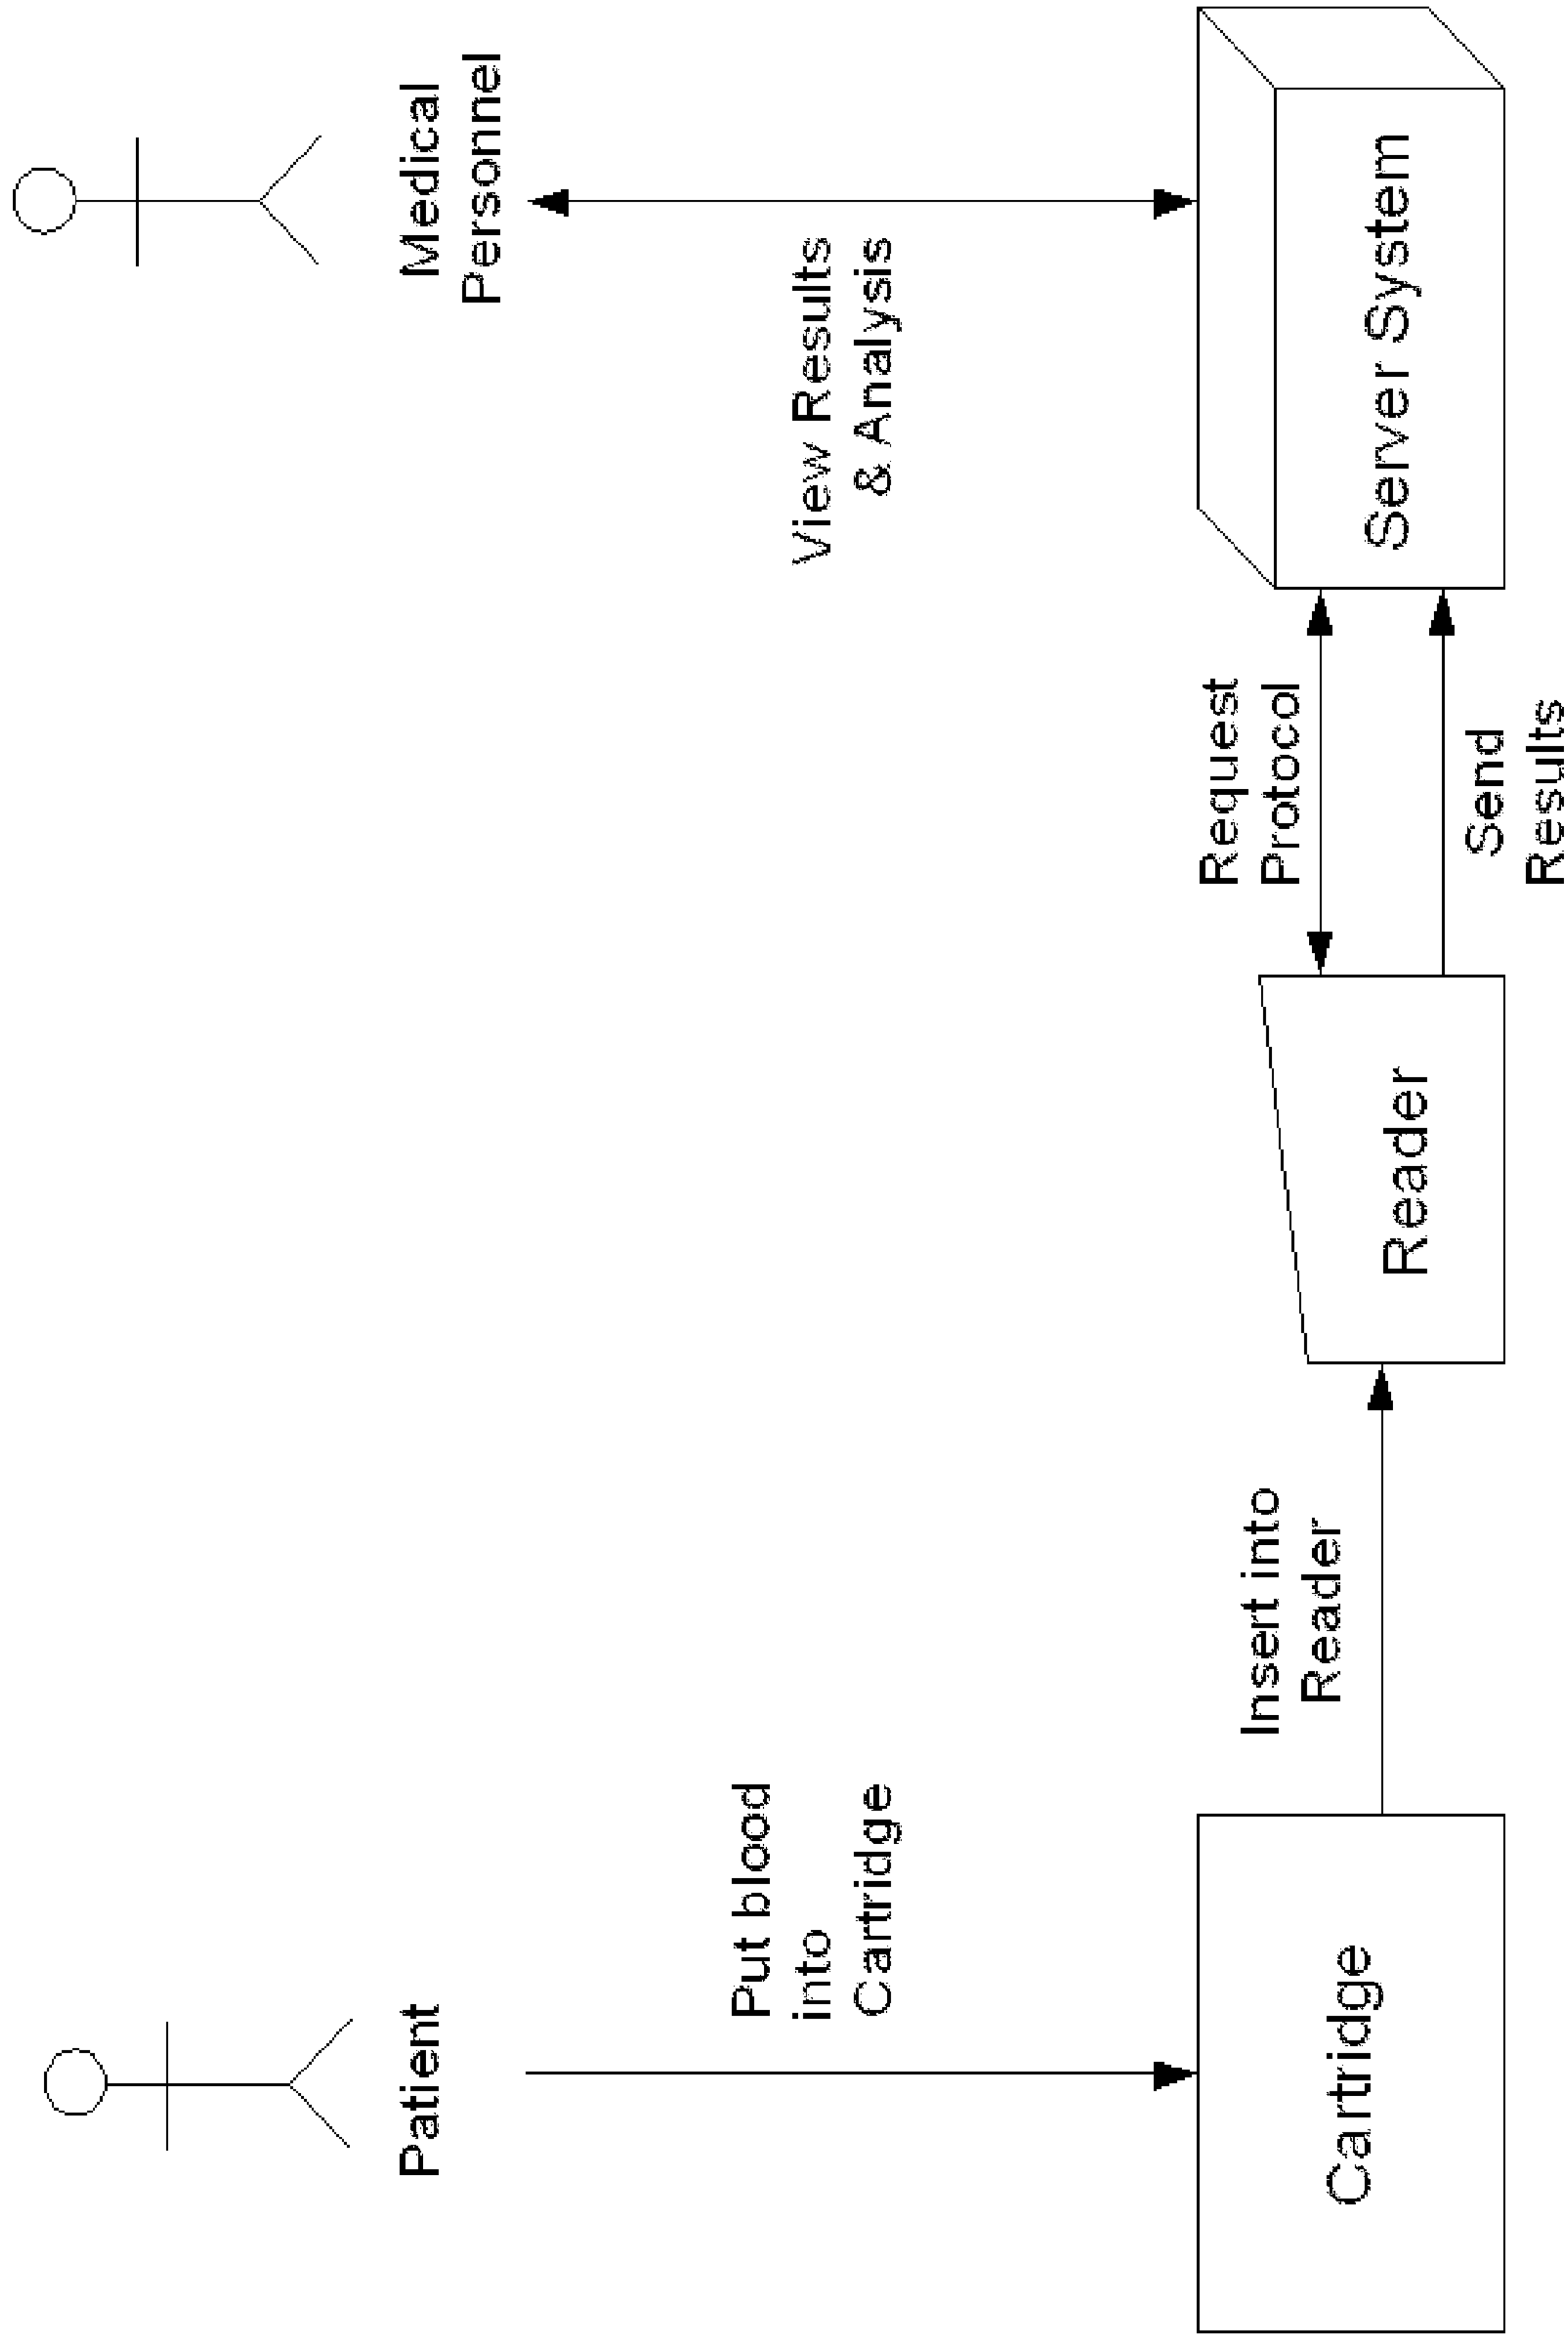 Patient
Medical
Personnel
Put blood
into
Cartridge
View Results
& Analysis
Cartridge
Insert into
Reader
Reader
Request
Protocol
Send
Results
Server System